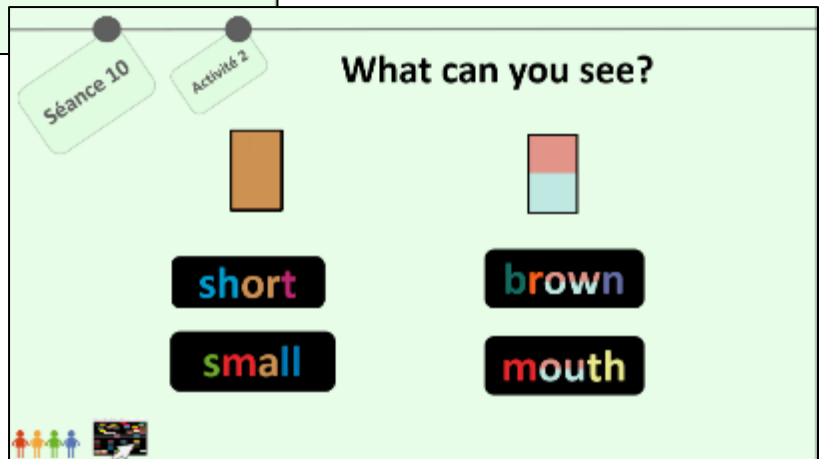 Séance 10
Activité 2
What can you see?
short
brown
small
mouth